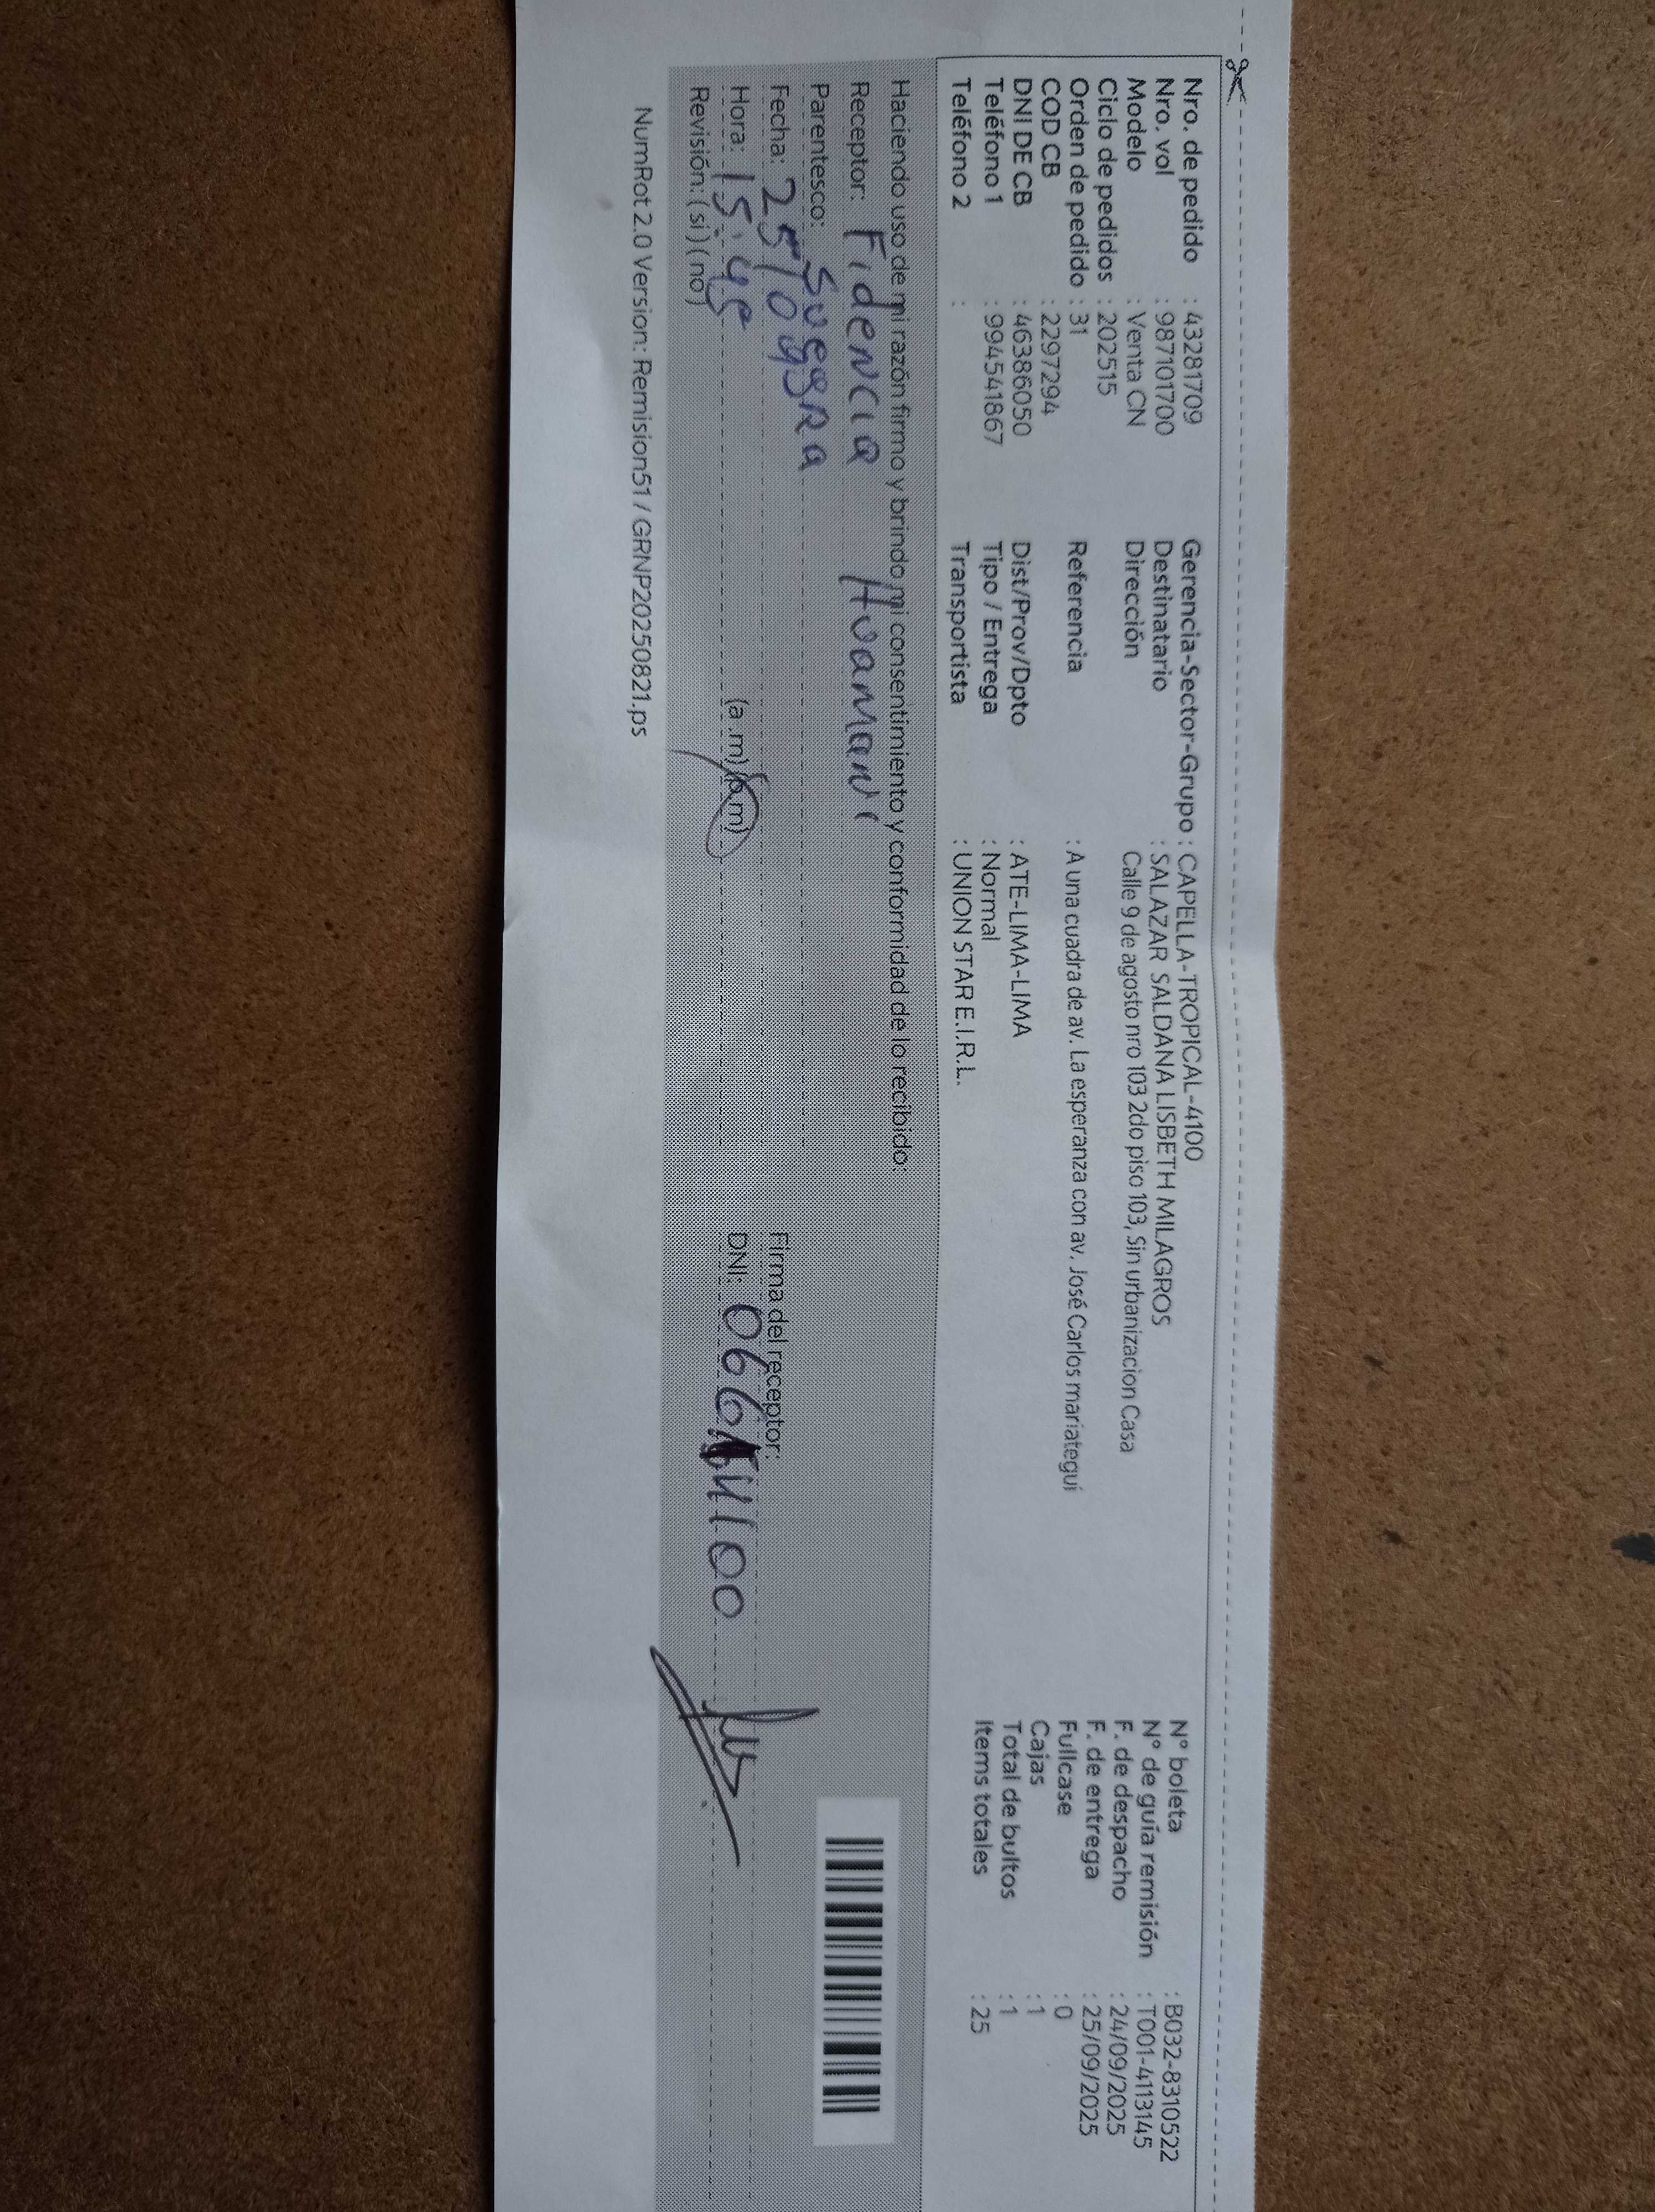 Nro. de pedido : 43281709
Nro. vol : 987101700
Modelo : Venta CN
Ciclo de pedidos : 202515
Orden de pedido : 31
COD CB : 2297294
DNI DE CB : 46386050
Teléfono 1 : 994541867
Teléfono 2 :
Gerencia-Sector-Grupo : CAPELLA-TROPICAL-4100
Destinatario : SALAZAR SALDANA LISBETH MILAGROS
Dirección Calle 9 de agosto nro 103 2do piso 103, Sin urbanizacion Casa
Referencia : A una cuadra de av. La esperanza con av. José Carlos mariategui
Dist/Prov/Dpto : ATE-LIMA-LIMA
Tipo / Entrega : Normal
Transportista : UNION STAR E.I.R.L.
N° boleta : B032-8310522
N° de guía remisión : T001-4113145
F. de despacho : 24/09/2025
F. de entrega : 25/09/2025
Fullcase : 0
Cajas : 1
Total de bultos : 1
Items totales : 25
Haciendo uso de mi razón firmo y brindo mi consentimiento y conformidad de lo recibido.
Receptor: Fidencia Huamani
Parentesco: Suegra
Fecha: 25/09
Hora: 15:45 (a.m) (p.m)
Revisión: ( si ) ( no )
Firma del receptor:
DNI:
NumRot 2.0 Version: Remision51 / GRNP20250821.ps